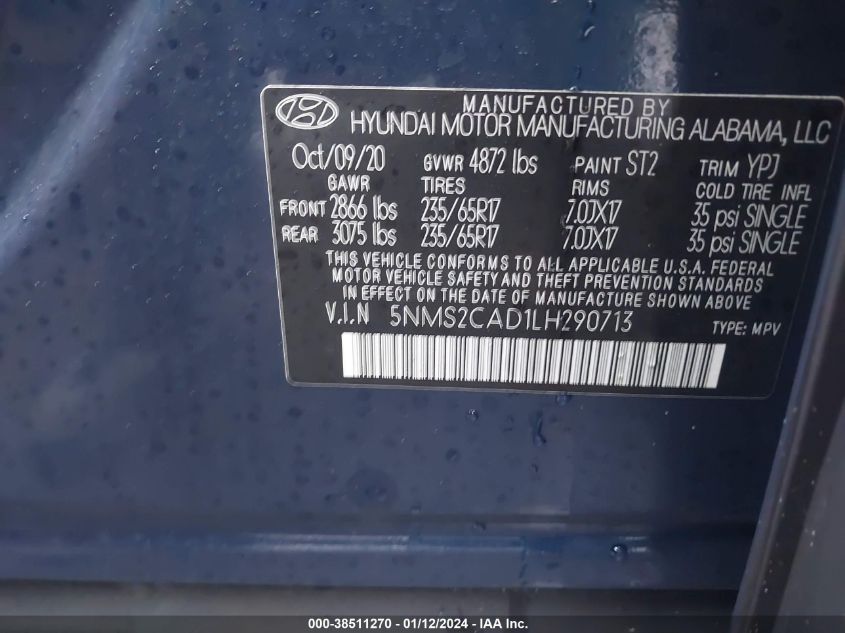 MANUFACTURED BY
HYUNDAI MOTOR MANUFACTURING ALABAMA, LLC
Oct/09/20 GVWR 4872 lbs PAINT ST2 TRIM YPJ
GAWR TIRES RIMS COLD TIRE INFL
FRONT 2866 lbs 235/65R17 7.0JX17 35 psi SINGLE
REAR 3075 lbs 235/65R17 7.0JX17 35 psi SINGLE
THIS VEHICLE CONFORMS TO ALL APPLICABLE U.S.A. FEDERAL
MOTOR VEHICLE SAFETY AND THEFT PREVENTION STANDARDS
IN EFFECT ON THE DATE OF MANUFACTURE SHOWN ABOVE.
V.I.N 5NMS2CAD1LH290713 TYPE: MPV
000-38511270 - 01/12/2024 - IAA Inc.